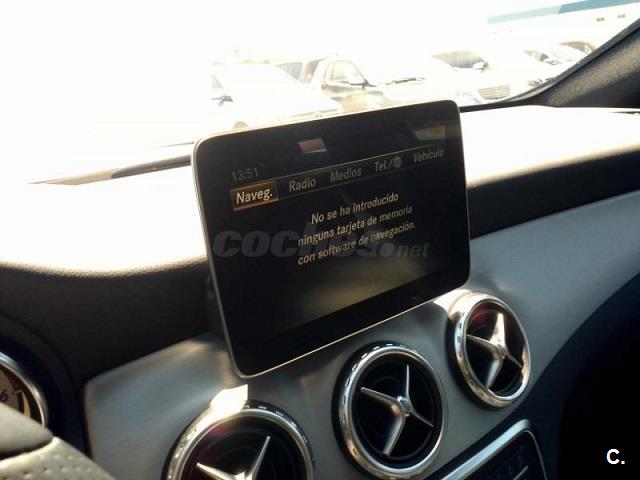 13:51
Naveg. Radio Medios Tel./ Vehículo
No se ha introducido
ninguna tarjeta de memoria
con software de navegación.
coches.net
6
C.